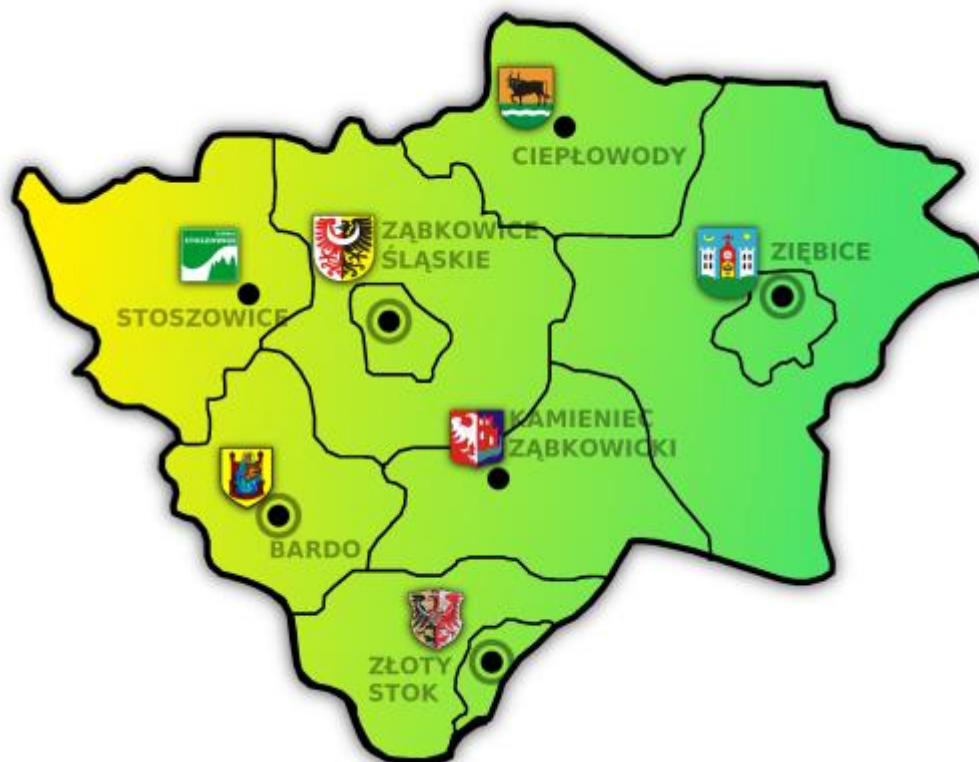 CIEPŁOWODY
ZĄBKOWICE
ŚLĄSKIE
ZIĘBICE
STOSZOWICE
KAMIENIEC
ZĄBKOWICKI
BARDO
ZŁOTY
STOK